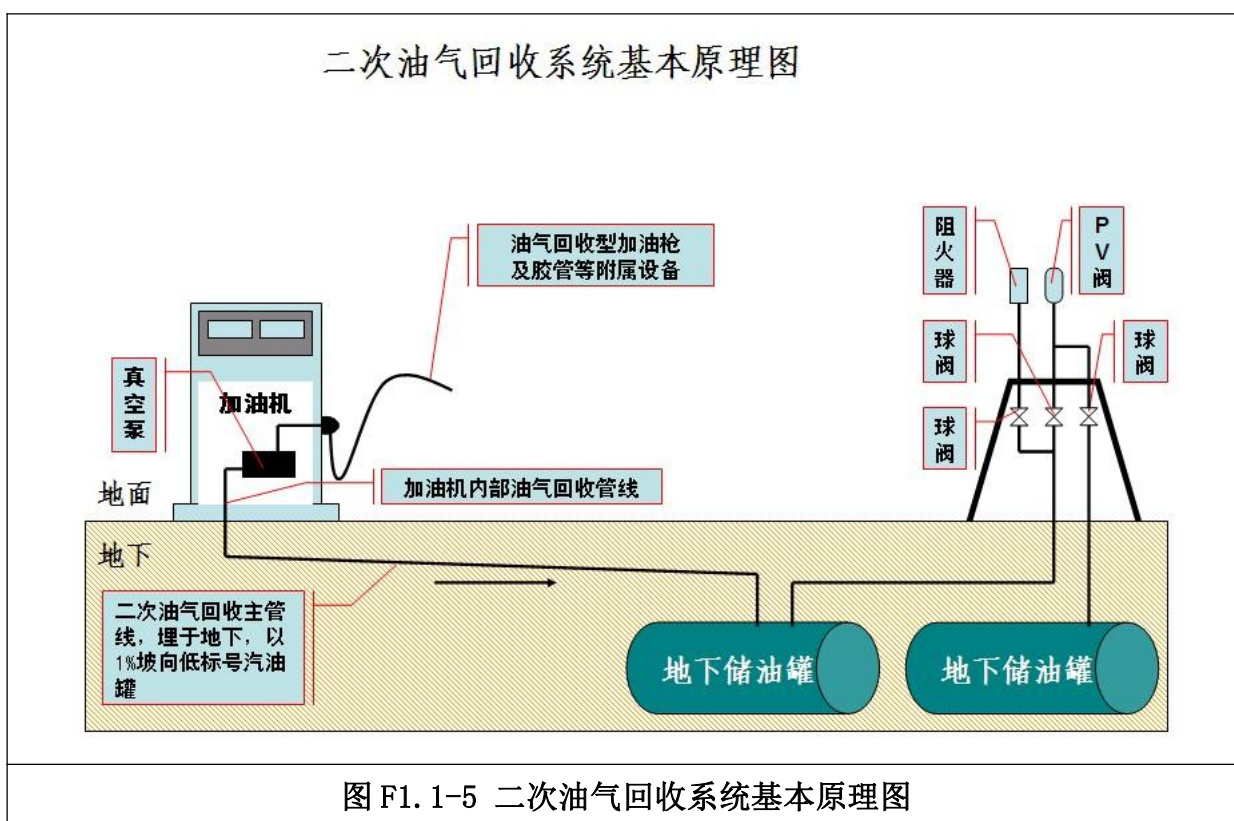 二次油气回收系统基本原理图
油气回收型加油枪
及胶管等附属设备
阻
火
器
P
V
阀
球
阀
球
阀
球
阀
真
空
泵
加油机
加油机内部油气回收管线
地面
地下
二次油气回收主管
线，埋于地下，以
1%坡向低标号汽油
罐
地下储油罐
地下储油罐
图 F1.1-5 二次油气回收系统基本原理图